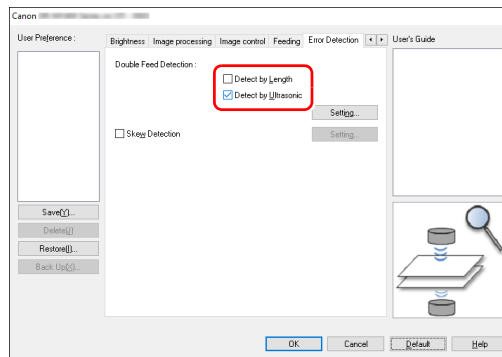 Canon
User Preference :
Brightness Image processing Image control Feeding Error Detection
User's Guide
Double Feed Detection :
Detect by Length
Detect by Ultrasonic
Setting...
Skew Detection
Setting...
Save(Y)...
Delete(J)
Restore(I)...
Back Up(X)...
OK Cancel Default Help